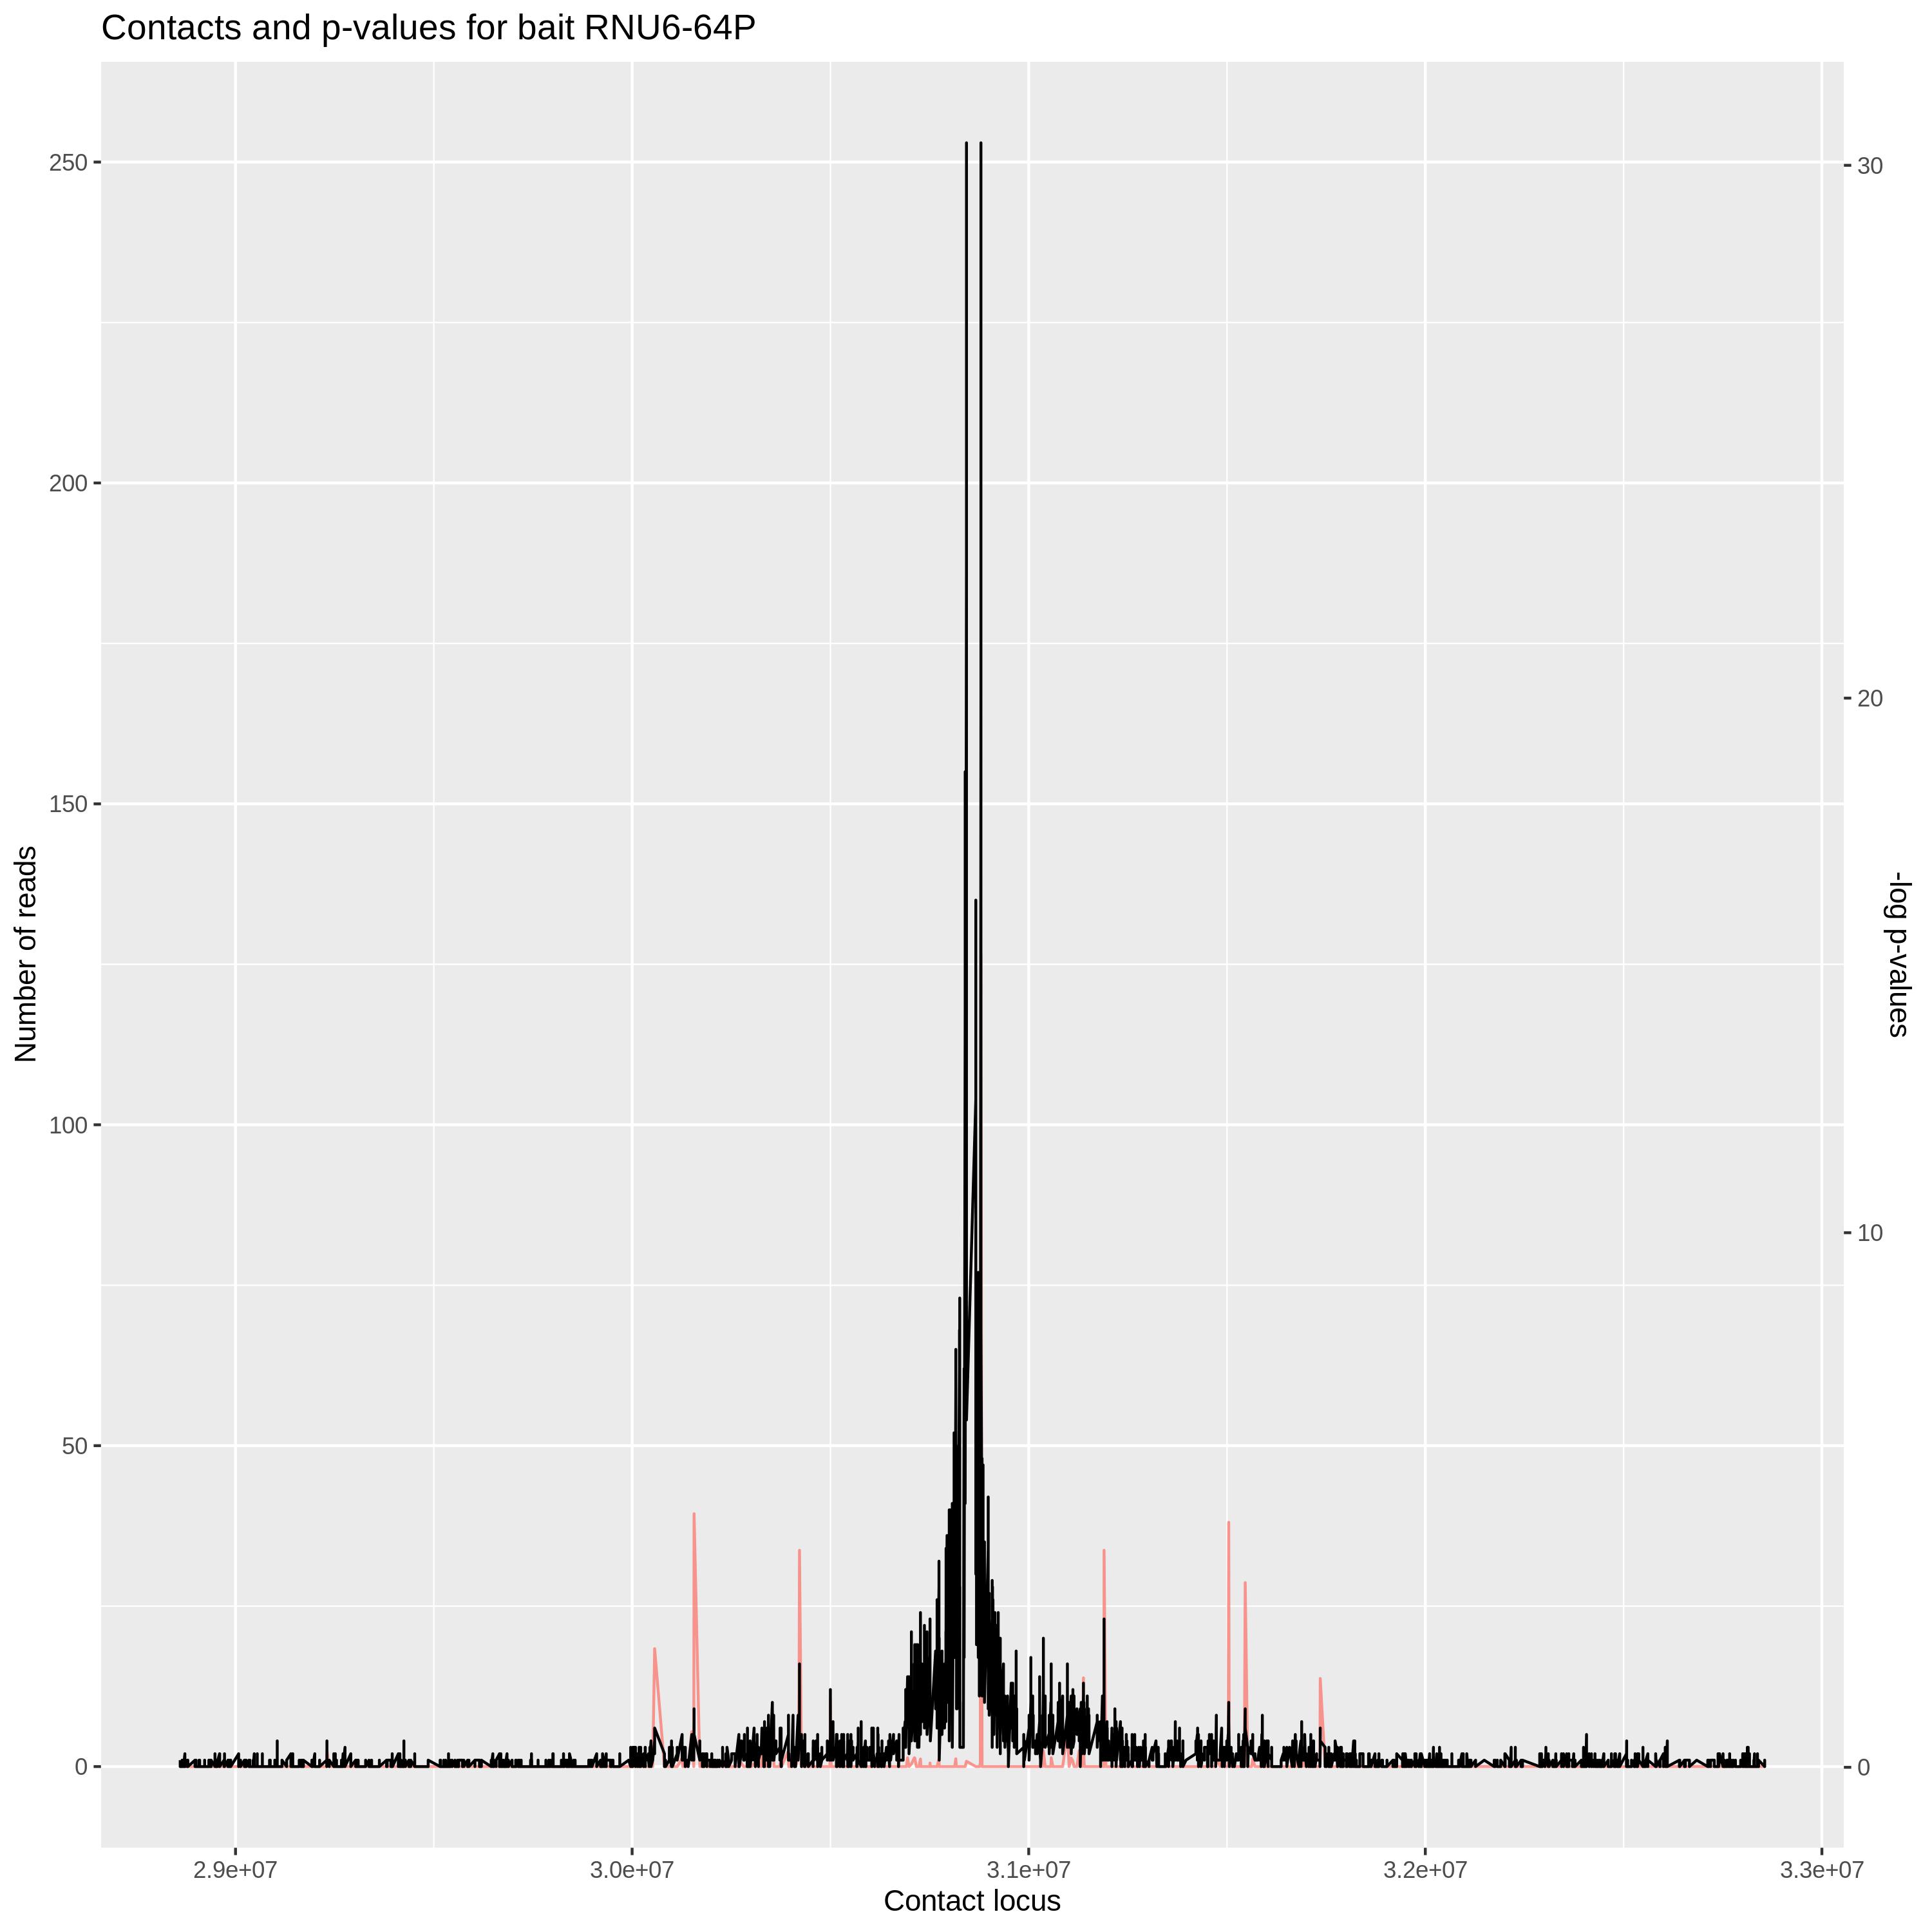 Contacts and p-values for bait RNU6-64P
250
200
150
100
50
0
Number of reads
30
20
10
0
-log p-values
2.9e+07
3.0e+07
3.1e+07
3.2e+07
3.3e+07
Contact locus